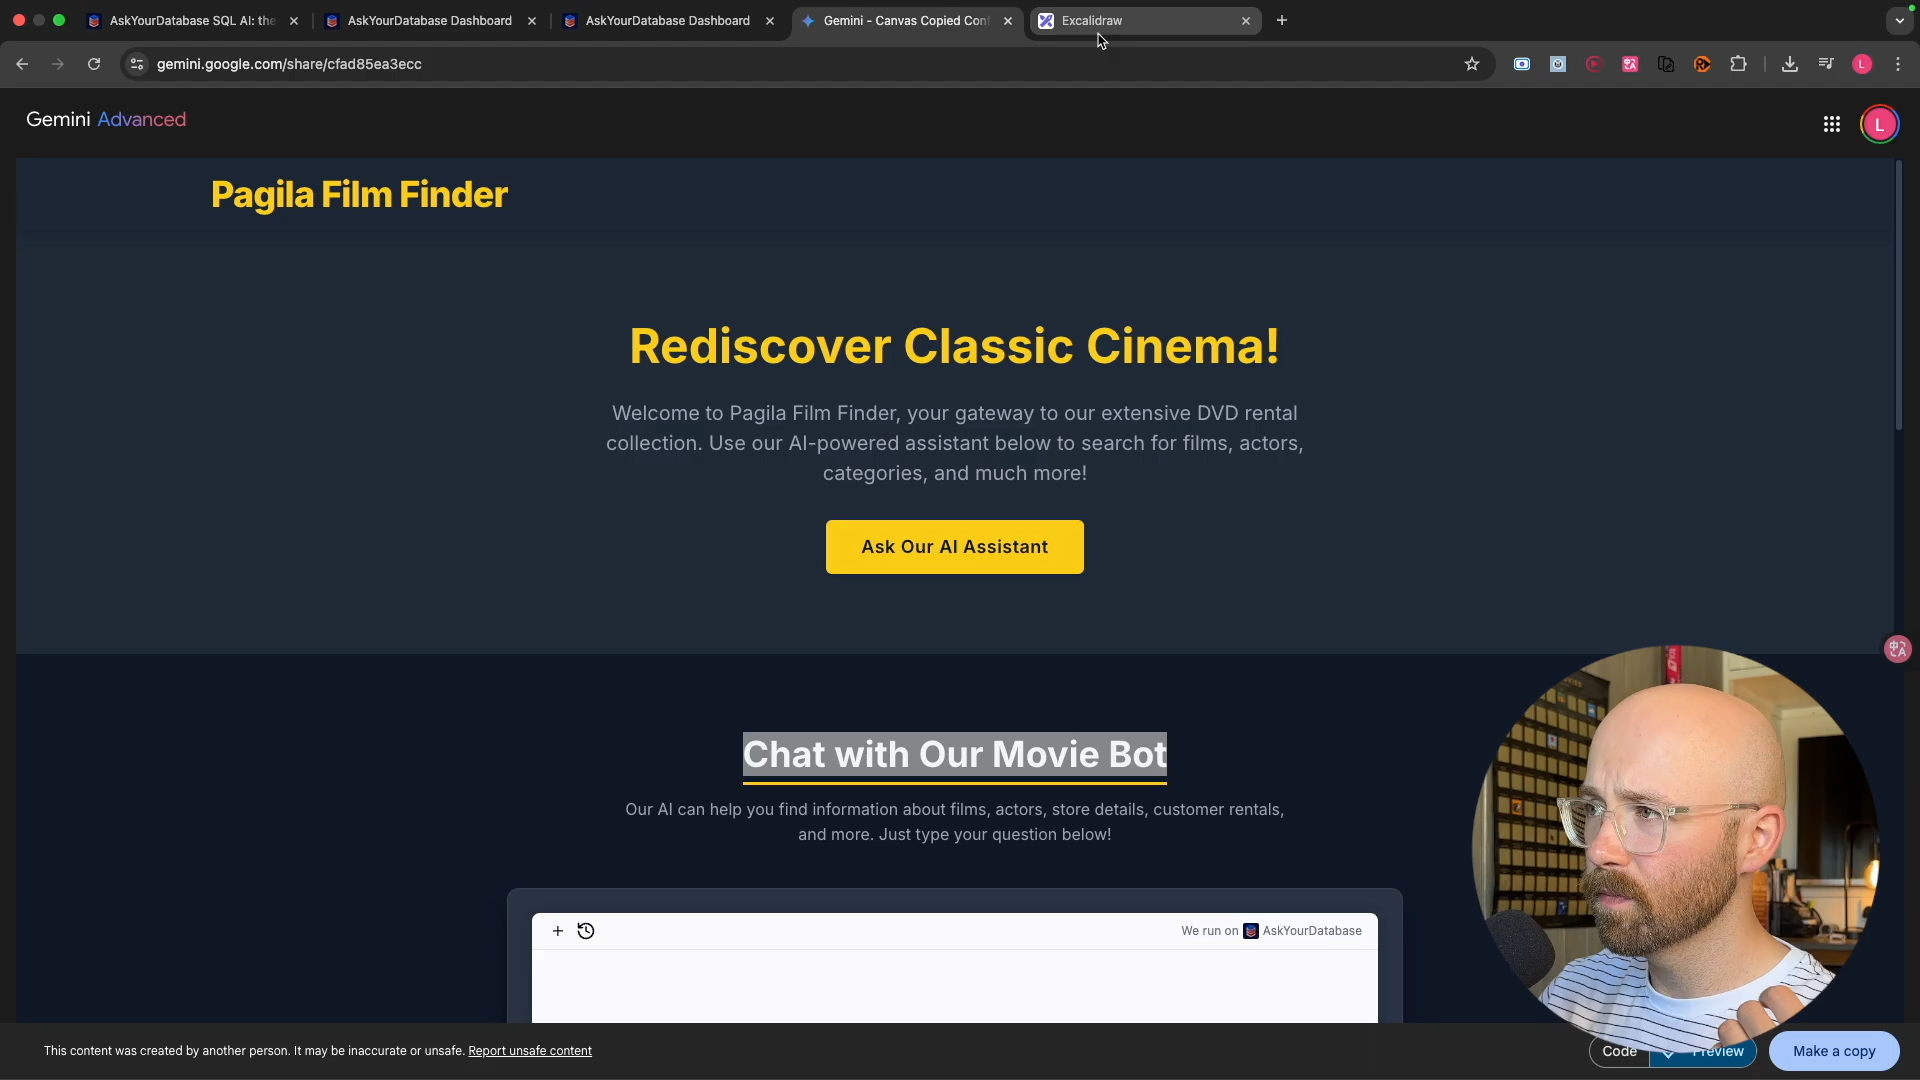 AskYourDatabase SQL AI: the
AskYourDatabase Dashboard
AskYourDatabase Dashboard
Gemini - Canvas Copied Con
Excalidraw
gemini.google.com/share/cfad85ea3ecc
L
Gemini Advanced
L
Pagila Film Finder
Rediscover Classic Cinema!
Welcome to Pagila Film Finder, your gateway to our extensive DVD rental
collection. Use our AI-powered assistant below to search for films, actors,
categories, and much more!
Ask Our AI Assistant
Chat with Our Movie Bot
Our AI can help you find information about films, actors, store details, customer rentals,
and more. Just type your question below!
We run on AskYourDatabase
This content was created by another person. It may be inaccurate or unsafe. Report unsafe content
Code
Preview
Make a copy